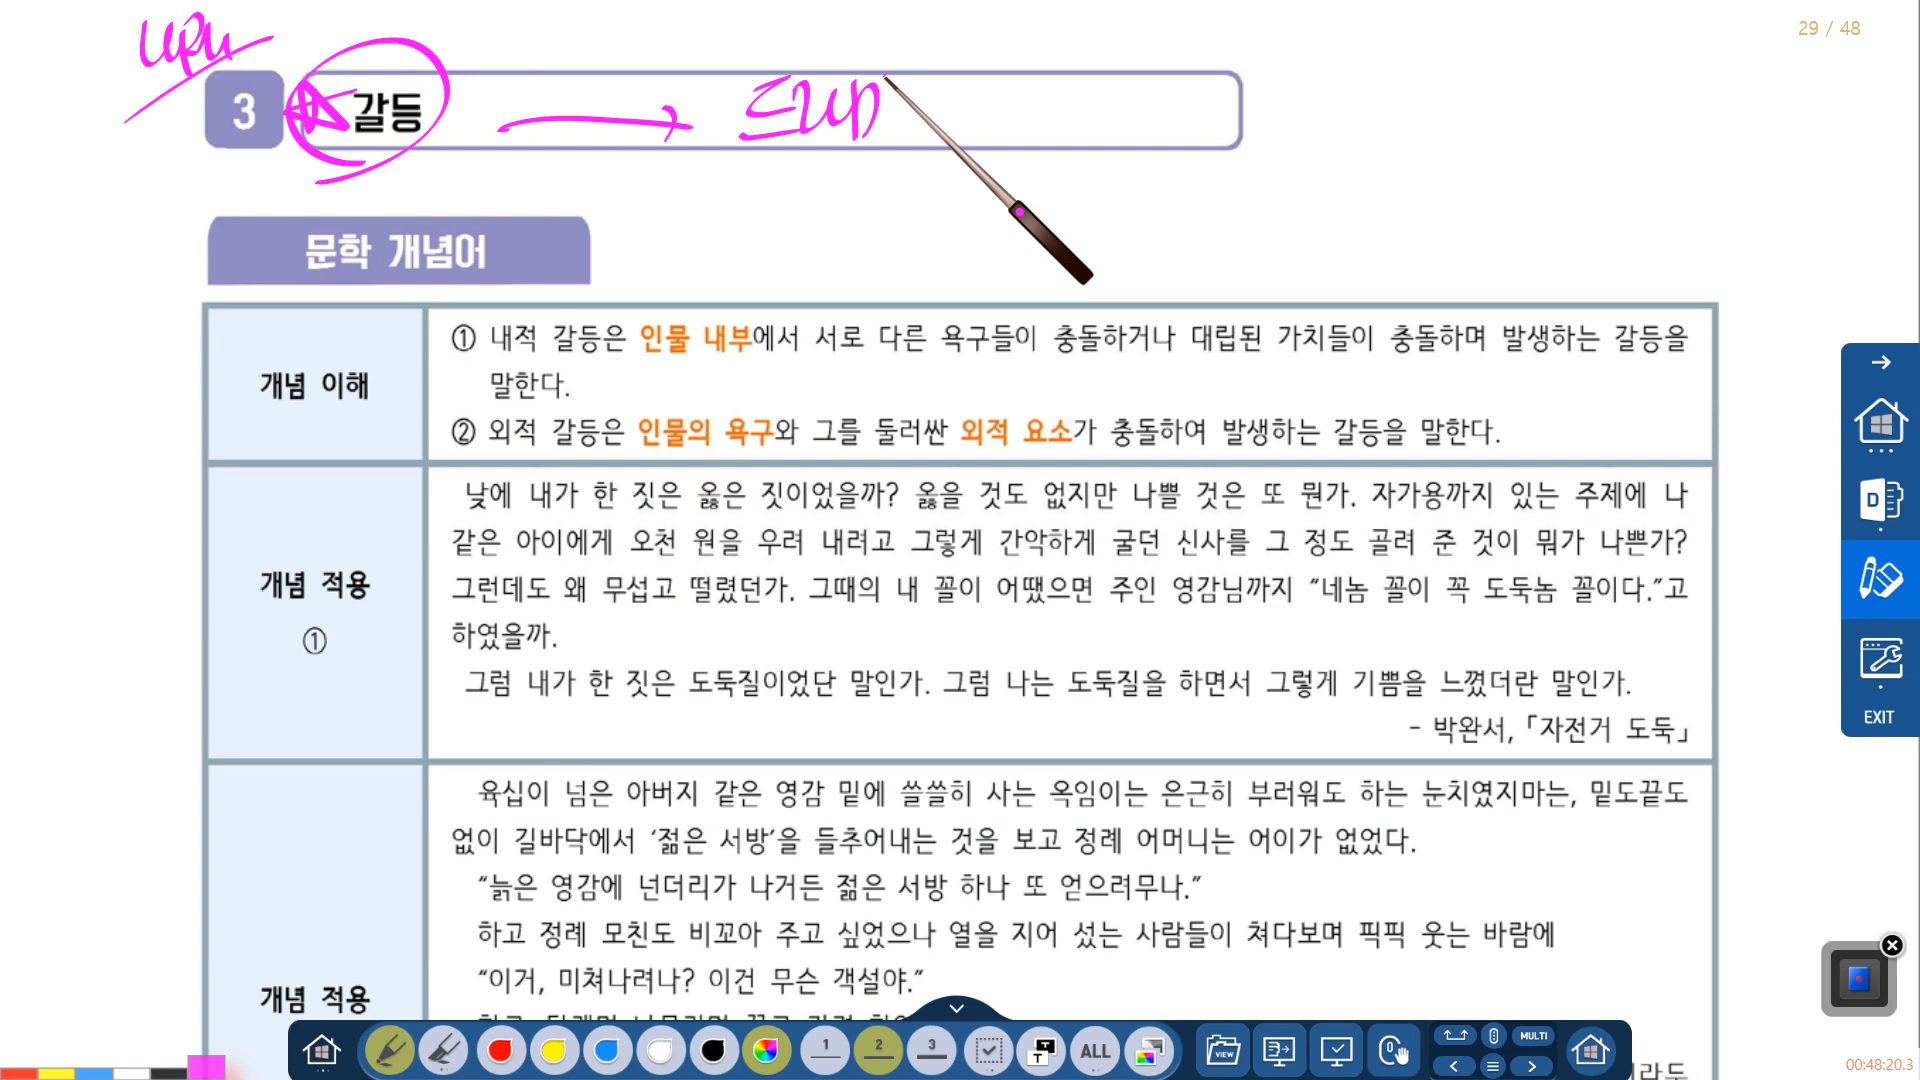 29 / 48
3 갈등
문학 개념어
개념 이해
① 내적 갈등은 인물 내부에서 서로 다른 욕구들이 충돌하거나 대립된 가치들이 충돌하며 발생하는 갈등을
말한다.
② 외적 갈등은 인물의 욕구와 그를 둘러싼 외적 요소가 충돌하여 발생하는 갈등을 말한다.
개념 적용
①
낮에 내가 한 짓은 옳은 짓이었을까? 옳을 것도 없지만 나쁠 것은 또 뭔가. 자가용까지 있는 주제에 나
같은 아이에게 오천 원을 우려 내려고 그렇게 간악하게 굴던 신사를 그 정도 골려 준 것이 뭐가 나쁜가?
그런데도 왜 무섭고 떨렸던가. 그때의 내 꼴이 어땠으면 주인 영감님까지 “네놈 꼴이 꼭 도둑놈 꼴이다.”고
하였을까.
그럼 내가 한 짓은 도둑질이었단 말인가. 그럼 나는 도둑질을 하면서 그렇게 기쁨을 느꼈더란 말인가.
- 박완서, 「자전거 도둑」
개념 적용
육십이 넘은 아버지 같은 영감 밑에 쓸쓸히 사는 옥임이는 은근히 부러워도 하는 눈치였지마는, 밑도끝도
없이 길바닥에서 ‘젊은 서방’을 들추어내는 것을 보고 정례 어머니는 어이가 없었다.
“늙은 영감에 넌더리가 나거든 젊은 서방 하나 또 얻으려무나.”
하고 정례 모친도 비꼬아 주고 싶었으나 열을 지어 섰는 사람들이 쳐다보며 픽픽 웃는 바람에
“이거, 미쳐나려나? 이건 무슨 객설야.”
EXIT
1 2 3 ALL VIEW MULTI
00:48:20.3